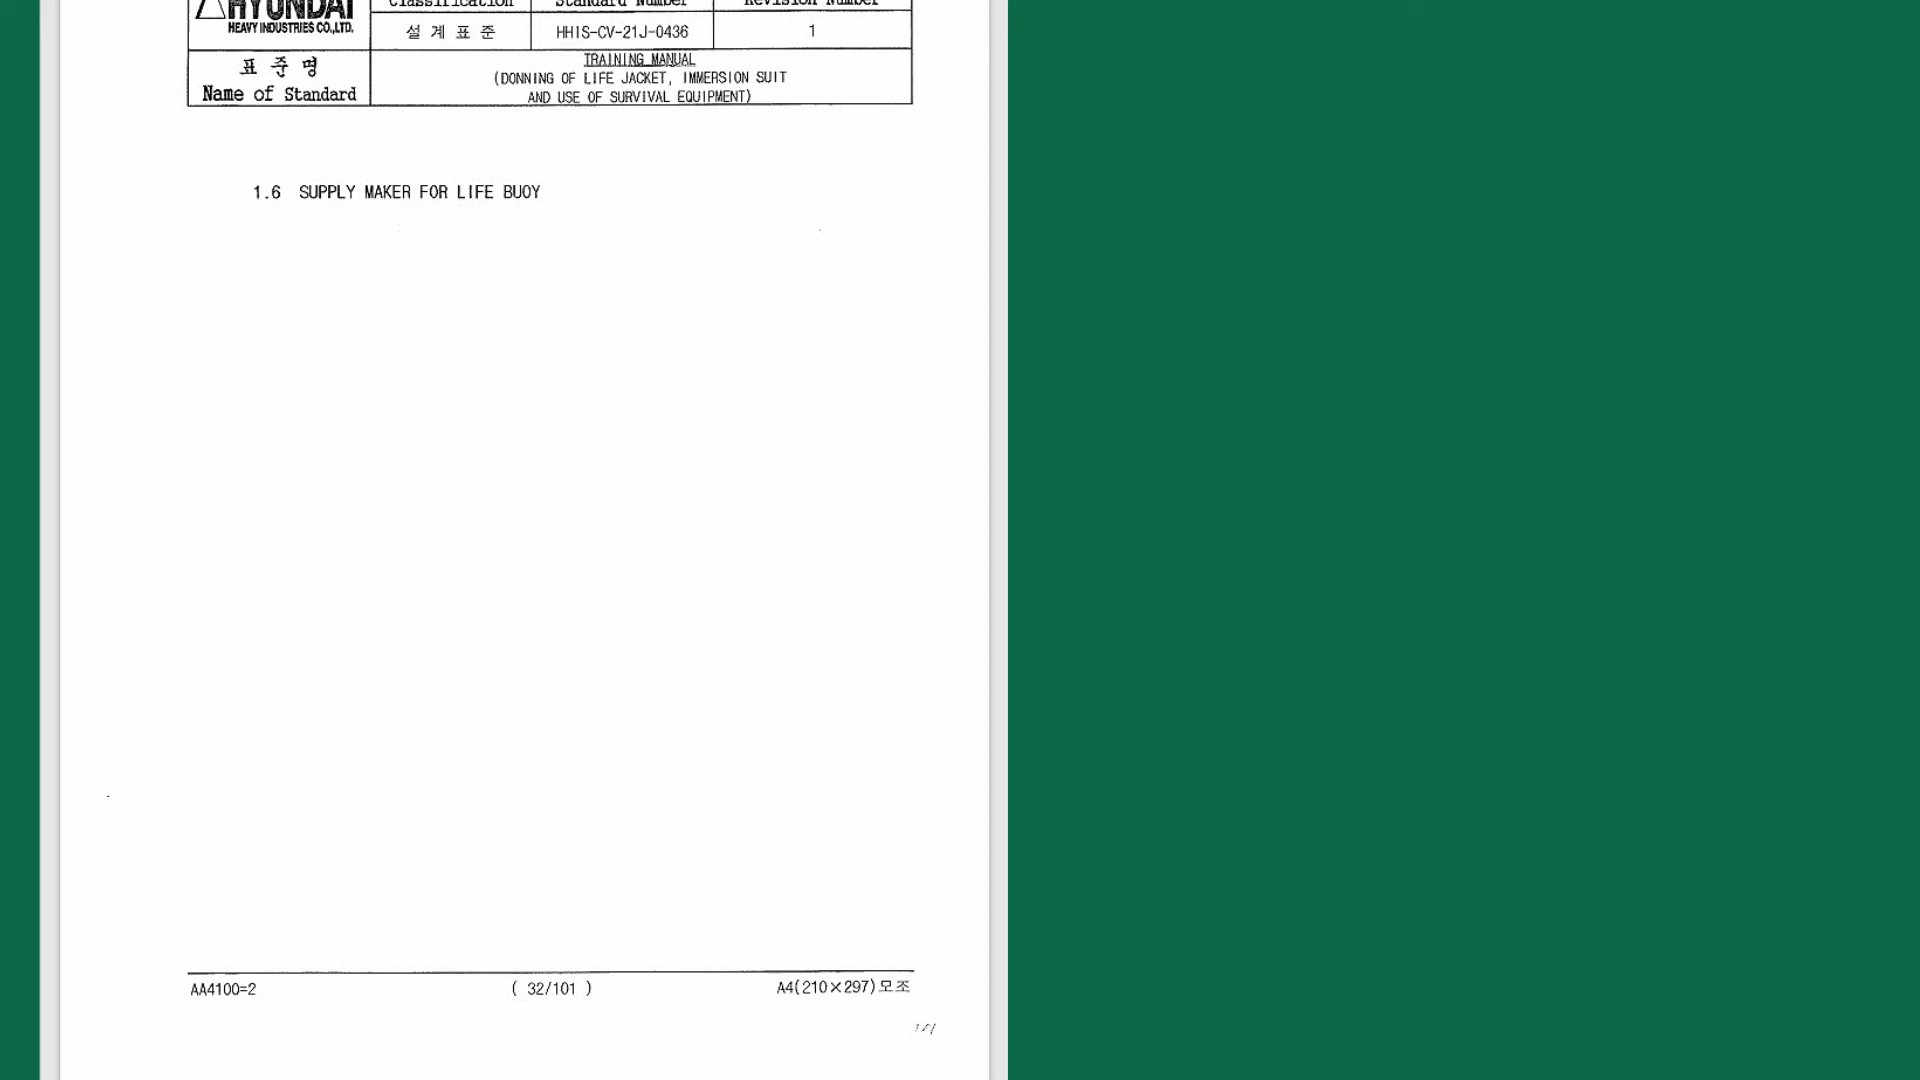 HYUNDAI
HEAVY INDUSTRIES CO.,LTD.
Classification Standard Number Revision Number
설 계 표 준 HHIS-CV-21J-0436 1
표 준 명
Name of Standard
TRAINING MANUAL
(DONNING OF LIFE JACKET, IMMERSION SUIT
AND USE OF SURVIVAL EQUIPMENT)
1.6 SUPPLY MAKER FOR LIFE BUOY
AA4100=2 ( 32/101 ) A4(210×297)모조